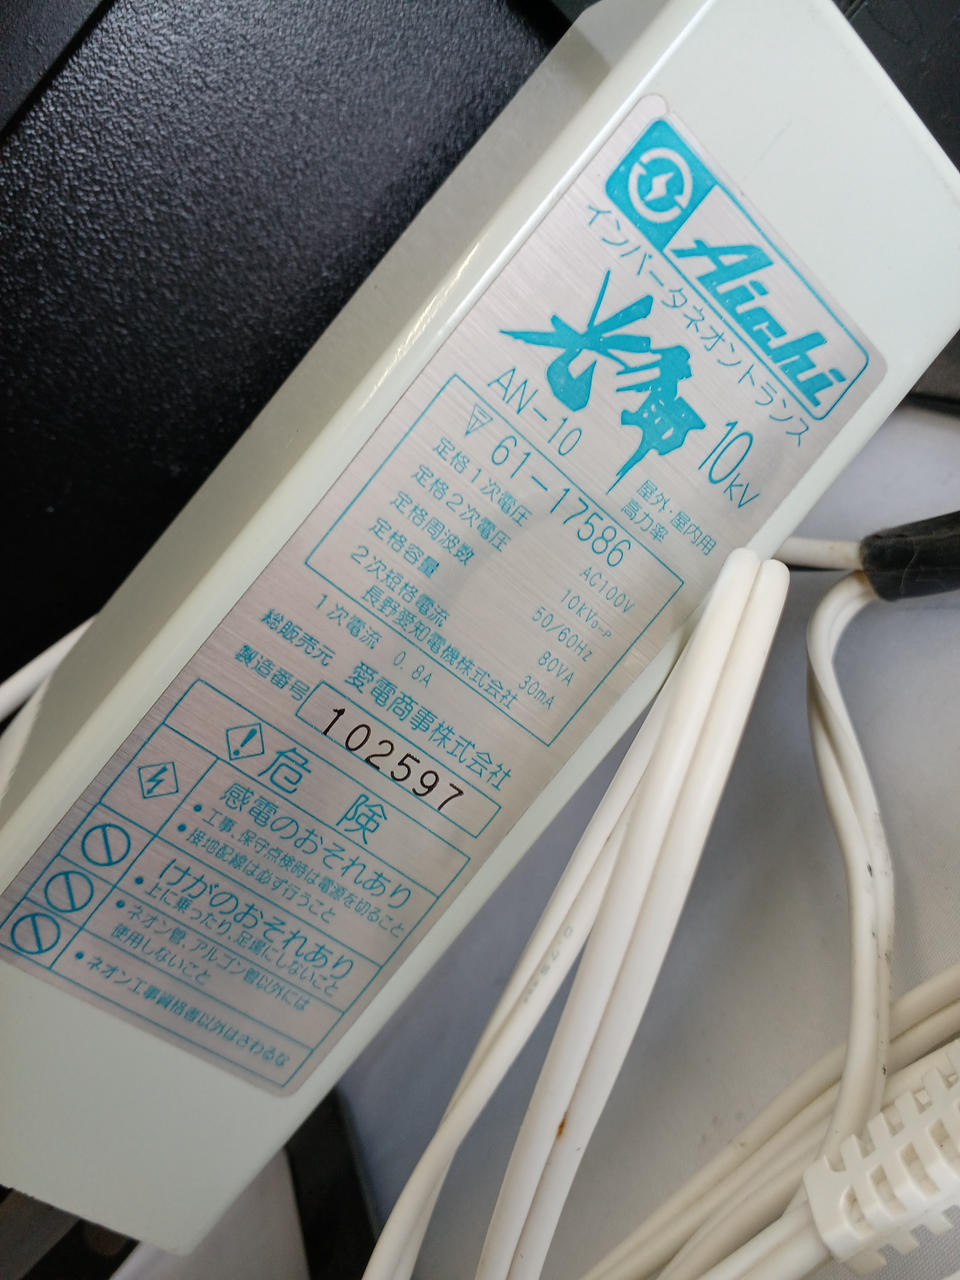 Aichi
インバータネオントランス
光節 10kV
AN-10
屋外・屋内用
高力率
61-17586
定格1次電圧 AC100V
定格2次電圧 10kV₀₋ₚ
定格周波数 50/60Hz
定格容量 80VA
2次短絡電流 30mA
長野愛知電機株式会社
1次電流 0.8A
総販売元 愛電商事株式会社
製造番号 102597
危険
感電のおそれあり
・工事、保守点検時は電源を切ること
・接地配線は必ず行うこと
けがのおそれあり
・上に乗ったり、足場にしないこと
・ネオン管、アルゴン管以外には
使用しないこと
・ネオン工事資格者以外はさわるな